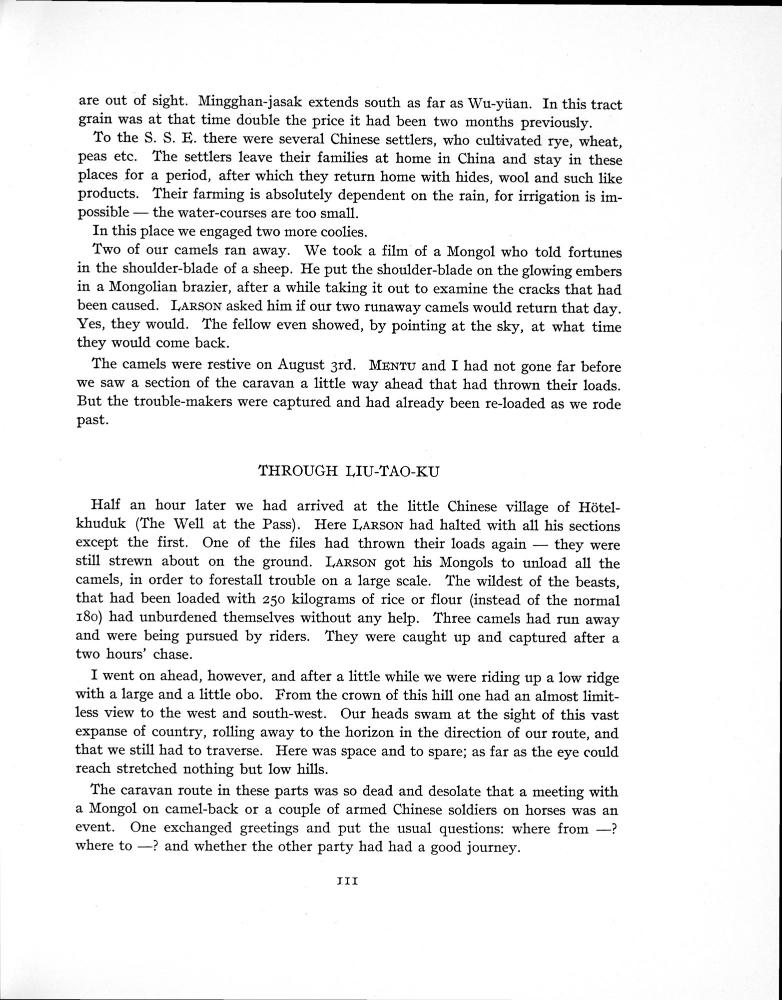 are out of sight. Mingghan-jasak extends south as far as Wu-yüan. In this tract
grain was at that time double the price it had been two months previously.
To the S. S. E. there were several Chinese settlers, who cultivated rye, wheat,
peas etc. The settlers leave their families at home in China and stay in these
places for a period, after which they return home with hides, wool and such like
products. Their farming is absolutely dependent on the rain, for irrigation is im-
possible — the water-courses are too small.
In this place we engaged two more coolies.
Two of our camels ran away. We took a film of a Mongol who told fortunes
in the shoulder-blade of a sheep. He put the shoulder-blade on the glowing embers
in a Mongolian brazier, after a while taking it out to examine the cracks that had
been caused. LARSON asked him if our two runaway camels would return that day.
Yes, they would. The fellow even showed, by pointing at the sky, at what time
they would come back.
The camels were restive on August 3rd. MENTU and I had not gone far before
we saw a section of the caravan a little way ahead that had thrown their loads.
But the trouble-makers were captured and had already been re-loaded as we rode
past.
THROUGH LIU-TAO-KU
Half an hour later we had arrived at the little Chinese village of Hötel-
khuduk (The Well at the Pass). Here LARSON had halted with all his sections
except the first. One of the files had thrown their loads again — they were
still strewn about on the ground. LARSON got his Mongols to unload all the
camels, in order to forestall trouble on a large scale. The wildest of the beasts,
that had been loaded with 250 kilograms of rice or flour (instead of the normal
180) had unburdened themselves without any help. Three camels had run away
and were being pursued by riders. They were caught up and captured after a
two hours' chase.
I went on ahead, however, and after a little while we were riding up a low ridge
with a large and a little obo. From the crown of this hill one had an almost limit-
less view to the west and south-west. Our heads swam at the sight of this vast
expanse of country, rolling away to the horizon in the direction of our route, and
that we still had to traverse. Here was space and to spare; as far as the eye could
reach stretched nothing but low hills.
The caravan route in these parts was so dead and desolate that a meeting with
a Mongol on camel-back or a couple of armed Chinese soldiers on horses was an
event. One exchanged greetings and put the usual questions: where from —?
where to —? and whether the other party had had a good journey.
111